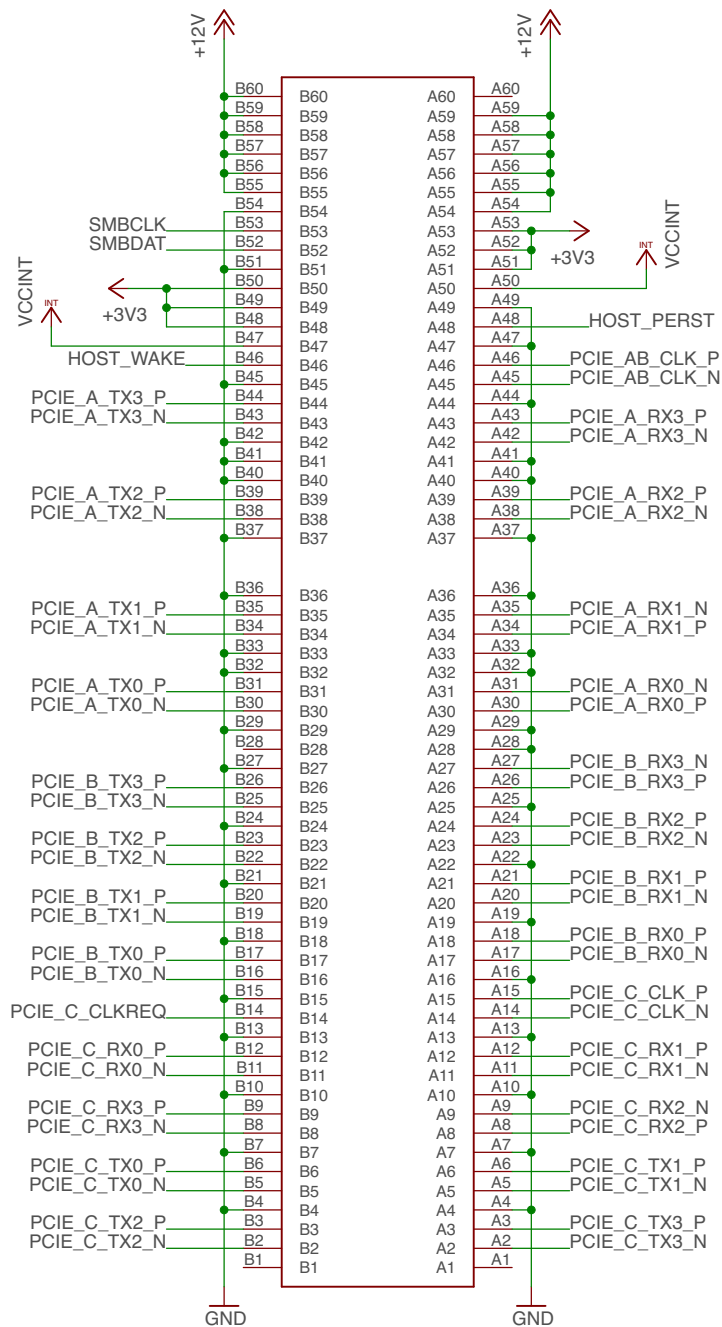 +12V +12V
B60 B60 A60 A60
B59 B59 A59 A59
B58 B58 A58 A58
B57 B57 A57 A57
B56 B56 A56 A56
B55 B55 A55 A55
B54 B54 A54 A54
SMBCLK B53 B53 A53 A53
SMBDAT B52 B52 A52 A52 +3V3
B51 B51 A51 A51 INT VCCINT
B50 B50 A50 A50
VCCINT INT +3V3 B49 B49 A49 A49
B48 B48 A48 A48 HOST_PERST
B47 B47 A47 A47
HOST_WAKE B46 B46 A46 A46 PCIE_AB_CLK_P
B45 B45 A45 A45 PCIE_AB_CLK_N
PCIE_A_TX3_P B44 B44 A44 A44
PCIE_A_TX3_N B43 B43 A43 A43 PCIE_A_RX3_P
B42 B42 A42 A42 PCIE_A_RX3_N
B41 B41 A41 A41
B40 B40 A40 A40
PCIE_A_TX2_P B39 B39 A39 A39 PCIE_A_RX2_P
PCIE_A_TX2_N B38 B38 A38 A38 PCIE_A_RX2_N
B37 B37 A37 A37
B36 B36 A36 A36
PCIE_A_TX1_P B35 B35 A35 A35 PCIE_A_RX1_N
PCIE_A_TX1_N B34 B34 A34 A34 PCIE_A_RX1_P
B33 B33 A33 A33
B32 B32 A32 A32
PCIE_A_TX0_P B31 B31 A31 A31 PCIE_A_RX0_N
PCIE_A_TX0_N B30 B30 A30 A30 PCIE_A_RX0_P
B29 B29 A29 A29
B28 B28 A28 A28
B27 B27 A27 A27 PCIE_B_RX3_N
PCIE_B_TX3_P B26 B26 A26 A26 PCIE_B_RX3_P
PCIE_B_TX3_N B25 B25 A25 A25
B24 B24 A24 A24 PCIE_B_RX2_P
PCIE_B_TX2_P B23 B23 A23 A23 PCIE_B_RX2_N
PCIE_B_TX2_N B22 B22 A22 A22
B21 B21 A21 A21 PCIE_B_RX1_P
PCIE_B_TX1_P B20 B20 A20 A20 PCIE_B_RX1_N
PCIE_B_TX1_N B19 B19 A19 A19
B18 B18 A18 A18 PCIE_B_RX0_P
PCIE_B_TX0_P B17 B17 A17 A17 PCIE_B_RX0_N
PCIE_B_TX0_N B16 B16 A16 A16
B15 B15 A15 A15 PCIE_C_CLK_P
PCIE_C_CLKREQ B14 B14 A14 A14 PCIE_C_CLK_N
B13 B13 A13 A13
PCIE_C_RX0_P B12 B12 A12 A12 PCIE_C_RX1_P
PCIE_C_RX0_N B11 B11 A11 A11 PCIE_C_RX1_N
B10 B10 A10 A10
PCIE_C_RX3_P B9 B9 A9 A9 PCIE_C_RX2_N
PCIE_C_RX3_N B8 B8 A8 A8 PCIE_C_RX2_P
B7 B7 A7 A7
PCIE_C_TX0_P B6 B6 A6 A6 PCIE_C_TX1_P
PCIE_C_TX0_N B5 B5 A5 A5 PCIE_C_TX1_N
B4 B4 A4 A4
PCIE_C_TX2_P B3 B3 A3 A3 PCIE_C_TX3_P
PCIE_C_TX2_N B2 B2 A2 A2 PCIE_C_TX3_N
B1 B1 A1 A1
GND GND